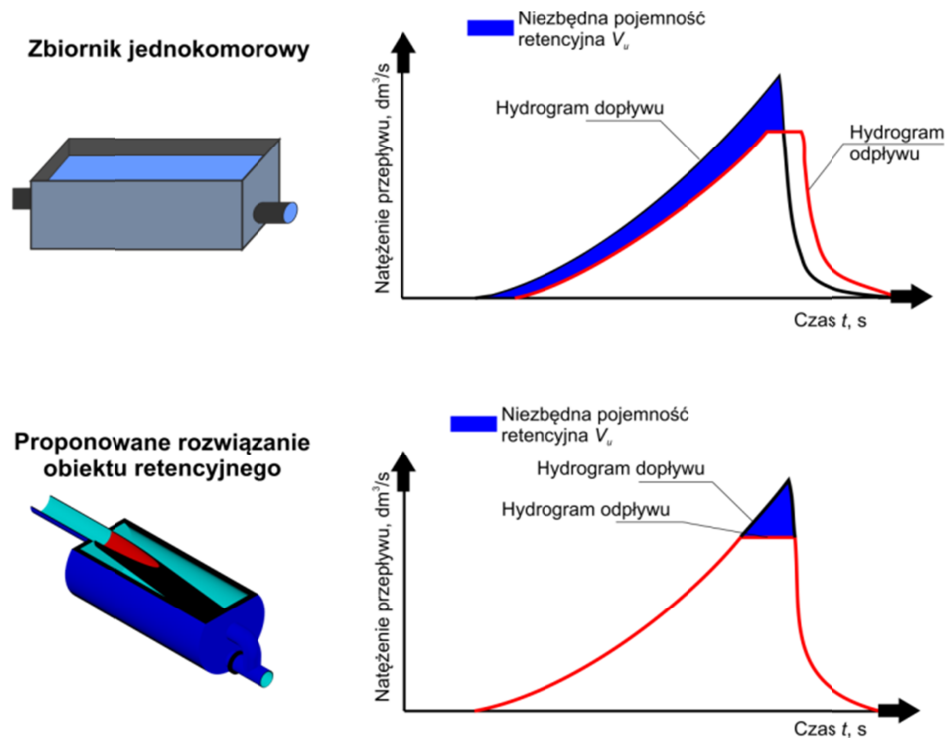 Zbiornik jednokomorowy
Niezbędna pojemność
retencyjna Vu
Natężenie przepływu, dm³/s
Hydrogram dopływu
Hydrogram
odpływu
Czas t, s
Proponowane rozwiązanie
obiektu retencyjnego
Niezbędna pojemność
retencyjna Vu
Natężenie przepływu, dm³/s
Hydrogram dopływu
Hydrogram odpływu
Czas t, s